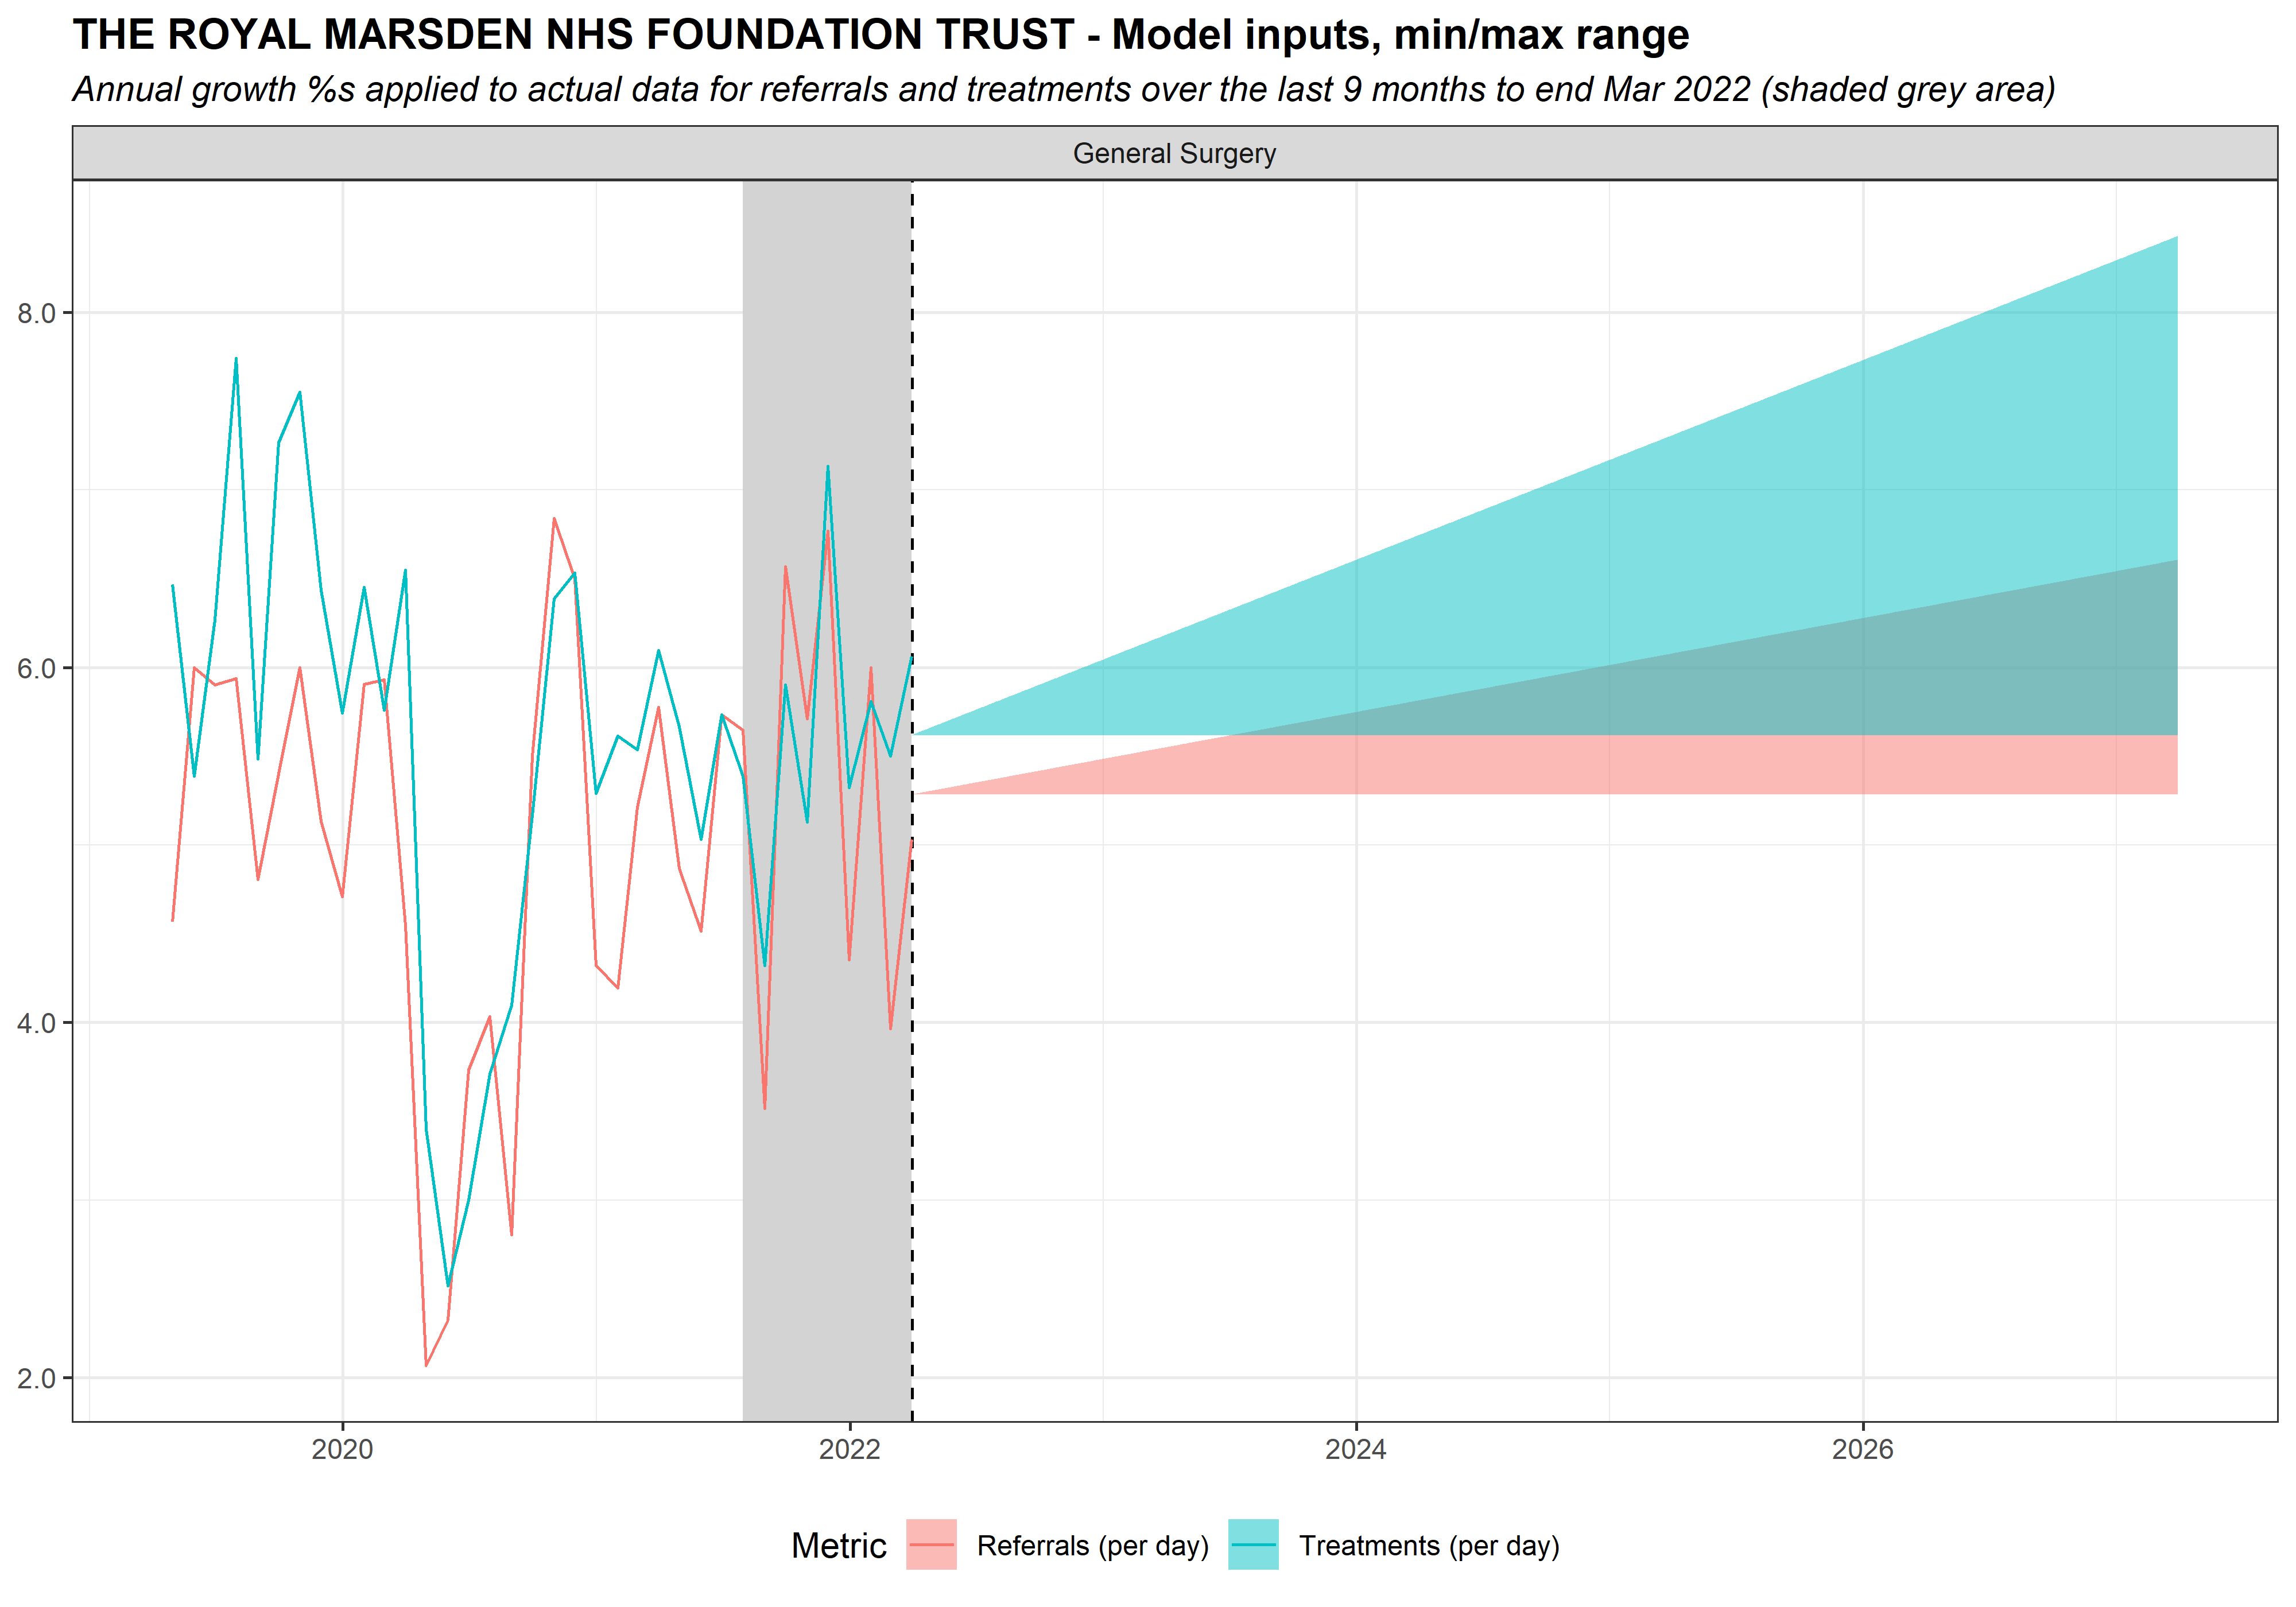 THE ROYAL MARSDEN NHS FOUNDATION TRUST - Model inputs, min/max range
Annual growth %s applied to actual data for referrals and treatments over the last 9 months to end Mar 2022 (shaded grey area)
General Surgery
8.0
6.0
4.0
2.0
2020 2022 2024 2026
Metric Referrals (per day) Treatments (per day)